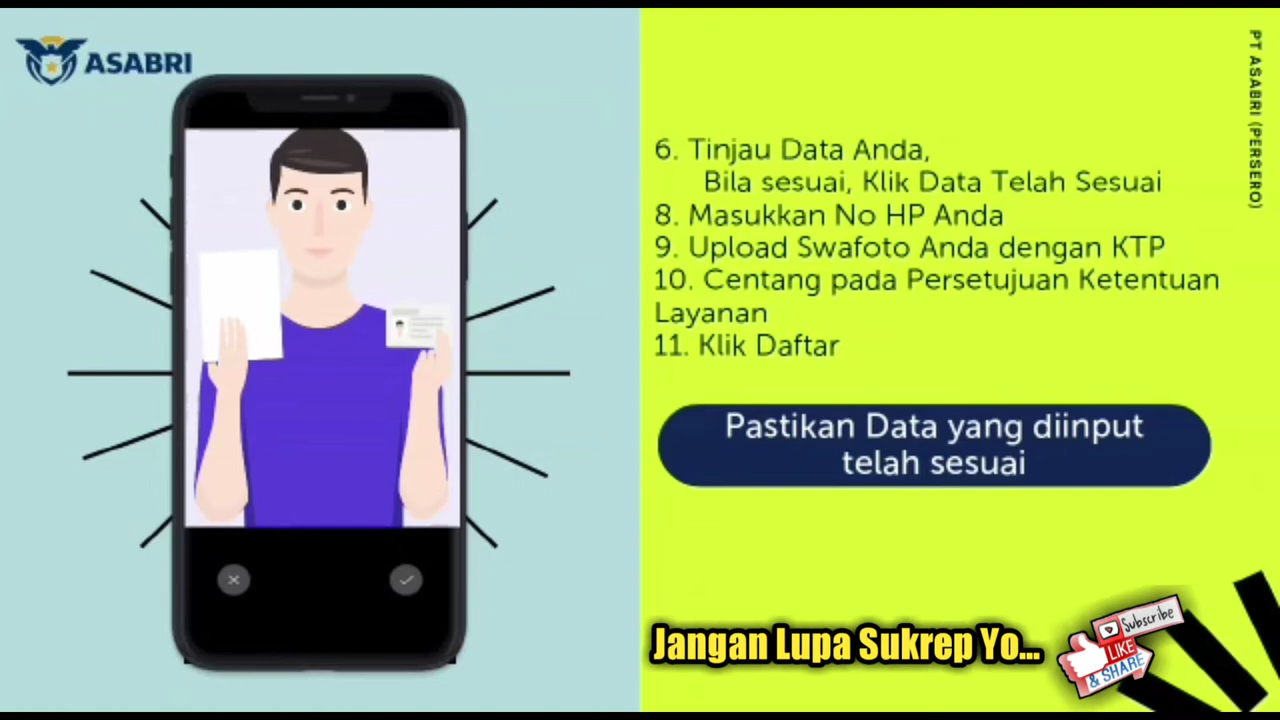 ASABRI
PT ASABRI (PERSERO)
6. Tinjau Data Anda,
Bila sesuai, Klik Data Telah Sesuai
8. Masukkan No HP Anda
9. Upload Swafoto Anda dengan KTP
10. Centang pada Persetujuan Ketentuan
Layanan
11. Klik Daftar
Pastikan Data yang diinput
telah sesuai
Jangan Lupa Sukrep Yo...
Subscribe
LIKE
& SHARE